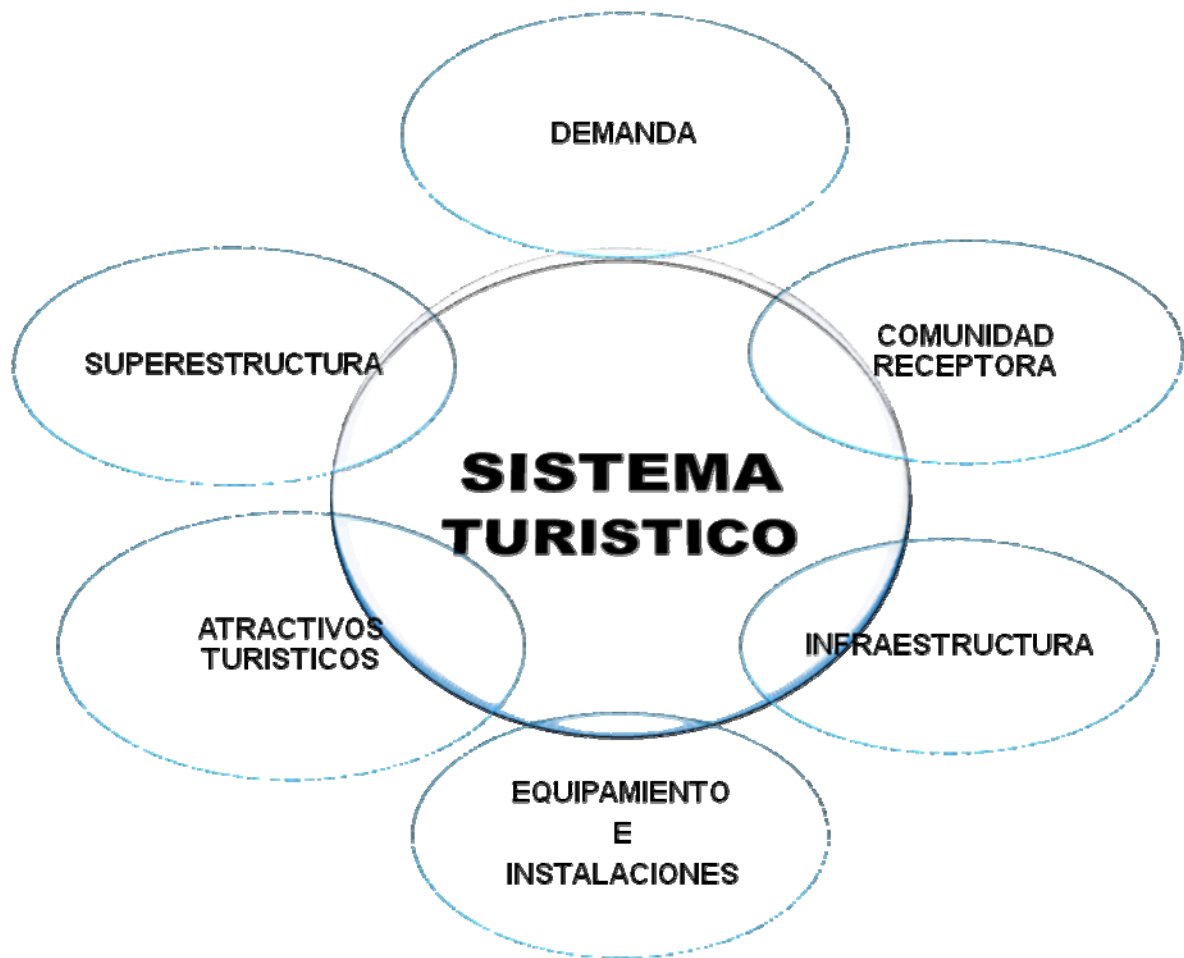 DEMANDA
SUPERESTRUCTURA
COMUNIDAD
RECEPTORA
SISTEMA
TURISTICO
ATRACTIVOS
TURISTICOS
INFRAESTRUCTURA
EQUIPAMIENTO
E
INSTALACIONES